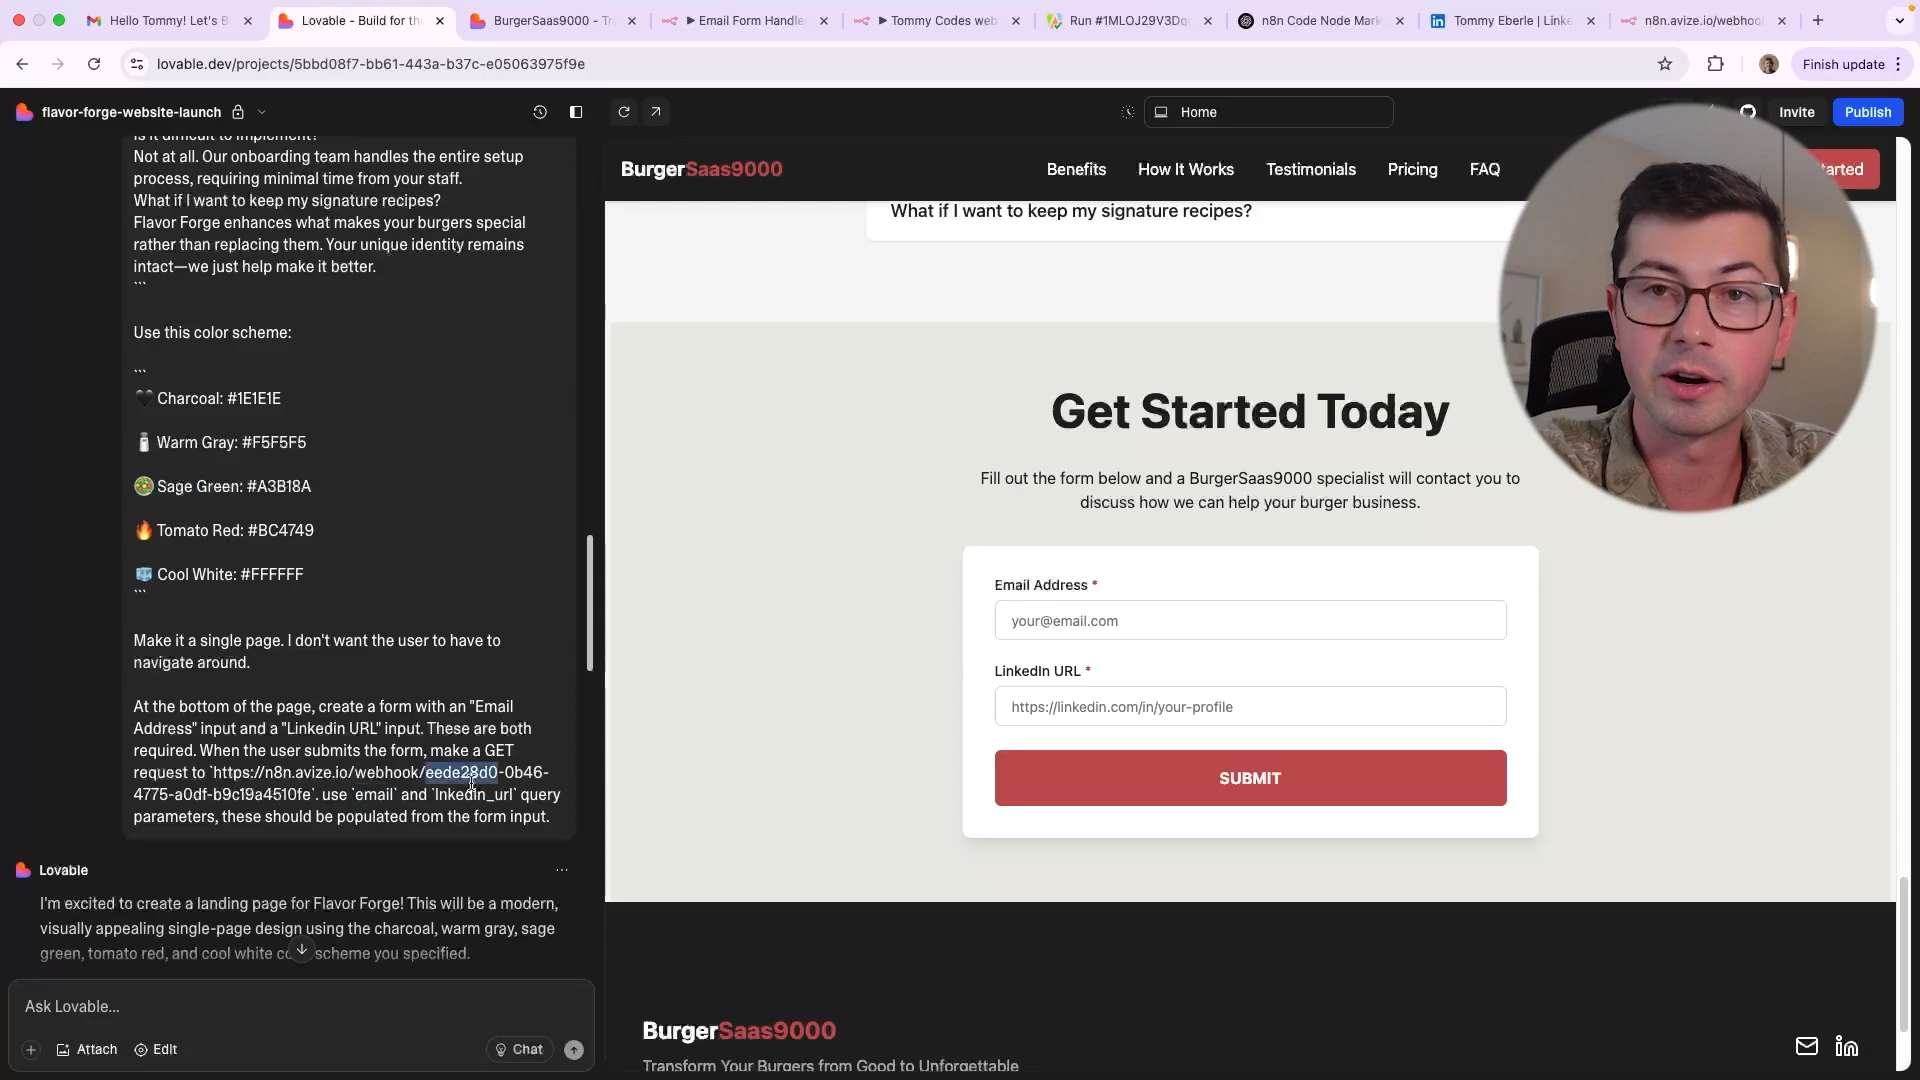 Hello Tommy! Let's B
Lovable - Build for the
BurgerSaas9000 - Tr
Email Form Handle
Tommy Codes web
Run #1MLOJ29V3Dq
n8n Code Node Mark
Tommy Eberle | Linke
n8n.avize.io/webhoo
lovable.dev/projects/5bbd08f7-bb61-443a-b37c-e05063975f9e
Finish update
flavor-forge-website-launch
Home
Invite
Publish
Is it difficult to implement?
Not at all. Our onboarding team handles the entire setup
process, requiring minimal time from your staff.
What if I want to keep my signature recipes?
Flavor Forge enhances what makes your burgers special
rather than replacing them. Your unique identity remains
intact—we just help make it better.
```
Use this color scheme:
```
🖤 Charcoal: #1E1E1E
🧂 Warm Gray: #F5F5F5
🥗 Sage Green: #A3B18A
🔥 Tomato Red: #BC4749
🧊 Cool White: #FFFFFF
```
Make it a single page. I don't want the user to have to
navigate around.
At the bottom of the page, create a form with an "Email
Address" input and a "Linkedin URL" input. These are both
required. When the user submits the form, make a GET
request to `https://n8n.avize.io/webhook/eede28d0-0b46-
4775-a0df-b9c19a4510fe`. use `email` and `lnkedin_url` query
parameters, these should be populated from the form input.
Lovable
I'm excited to create a landing page for Flavor Forge! This will be a modern,
visually appealing single-page design using the charcoal, warm gray, sage
green, tomato red, and cool white scheme you specified.
Ask Lovable...
Attach
Edit
Chat
BurgerSaas9000
Benefits
How It Works
Testimonials
Pricing
FAQ
arted
What if I want to keep my signature recipes?
Get Started Today
Fill out the form below and a BurgerSaas9000 specialist will contact you to
discuss how we can help your burger business.
Email Address *
your@email.com
LinkedIn URL *
https://linkedin.com/in/your-profile
SUBMIT
BurgerSaas9000
Transform Your Burgers from Good to Unforgettable